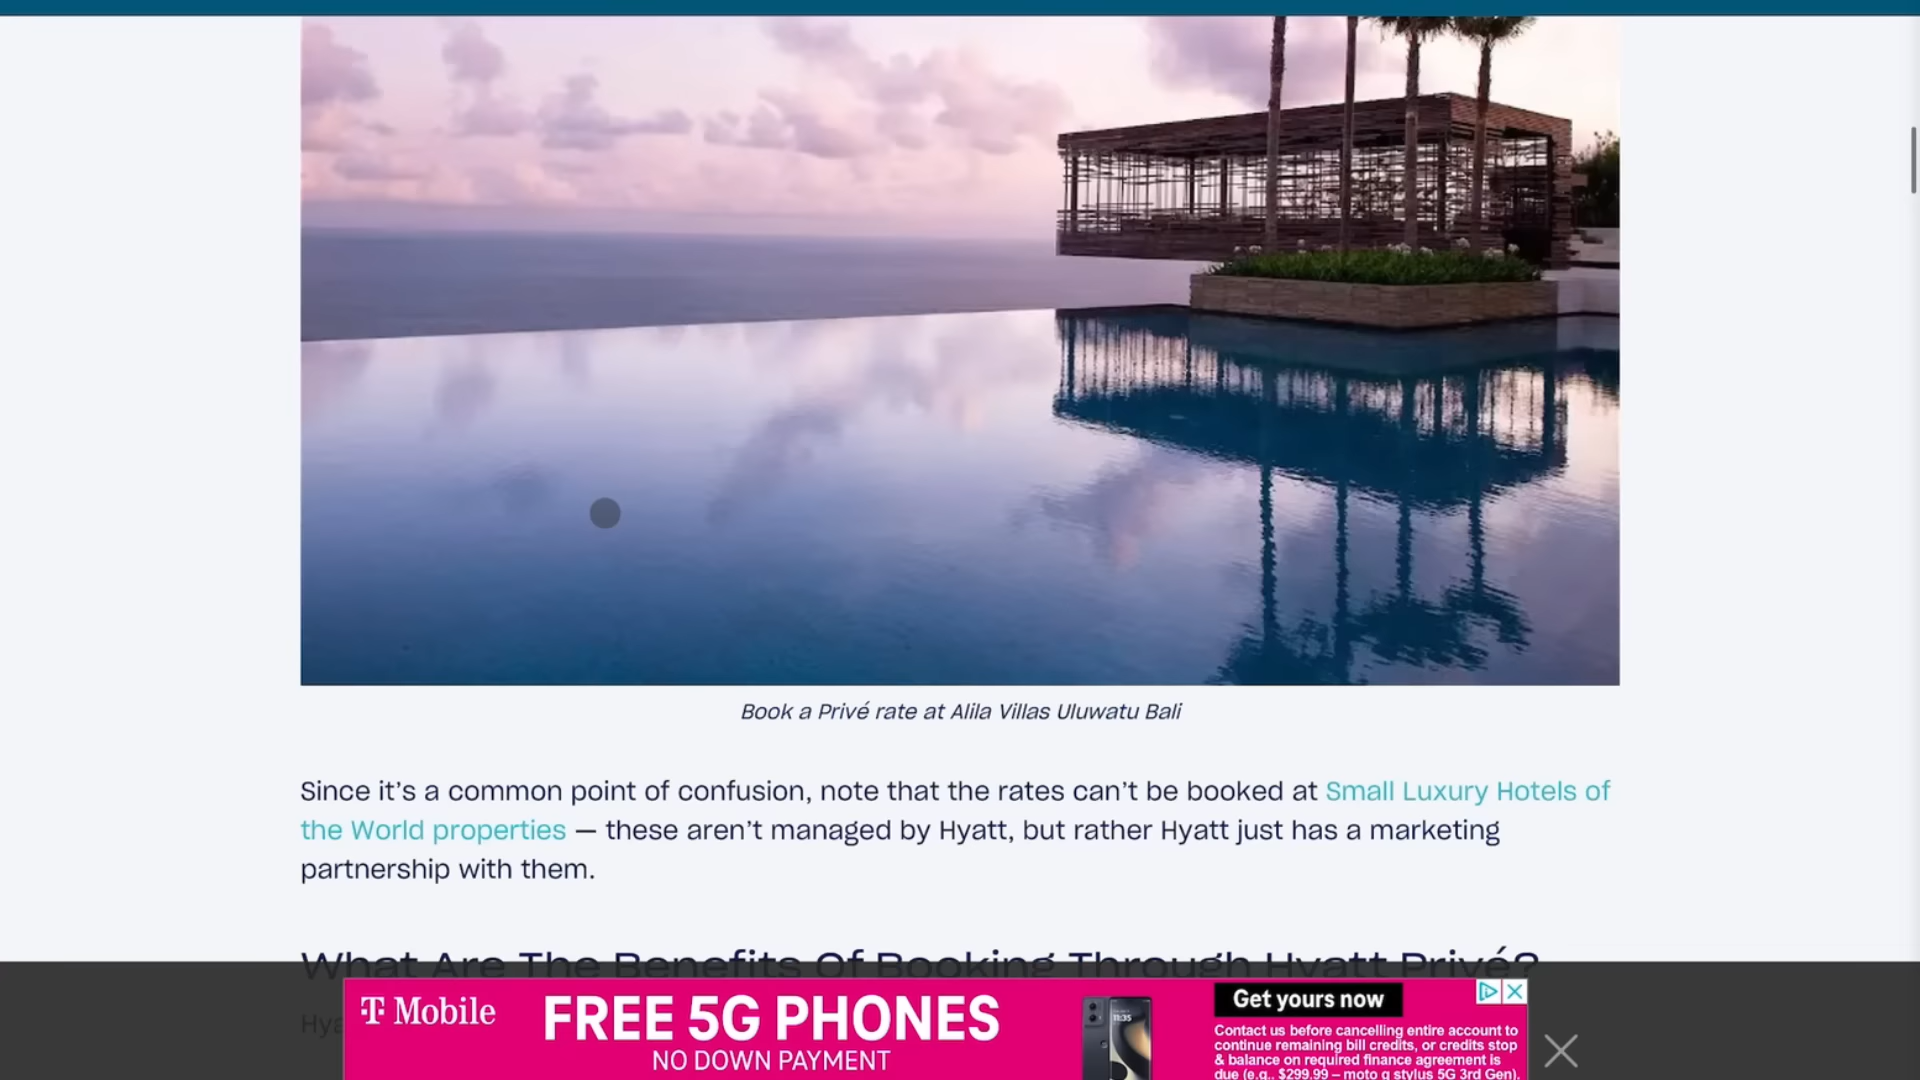 Book a Privé rate at Alila Villas Uluwatu Bali
Since it's a common point of confusion, note that the rates can't be booked at Small Luxury Hotels of
the World properties — these aren't managed by Hyatt, but rather Hyatt just has a marketing
partnership with them.
What Are The Benefits Of Booking Through Hyatt Privé?
T Mobile
FREE 5G PHONES
NO DOWN PAYMENT
11:35
Get yours now
Contact us before cancelling entire account to
continue remaining bill credits, or credits stop
& balance on required finance agreement is
due (e.g., $299.99 – moto g stylus 5G 3rd Gen).